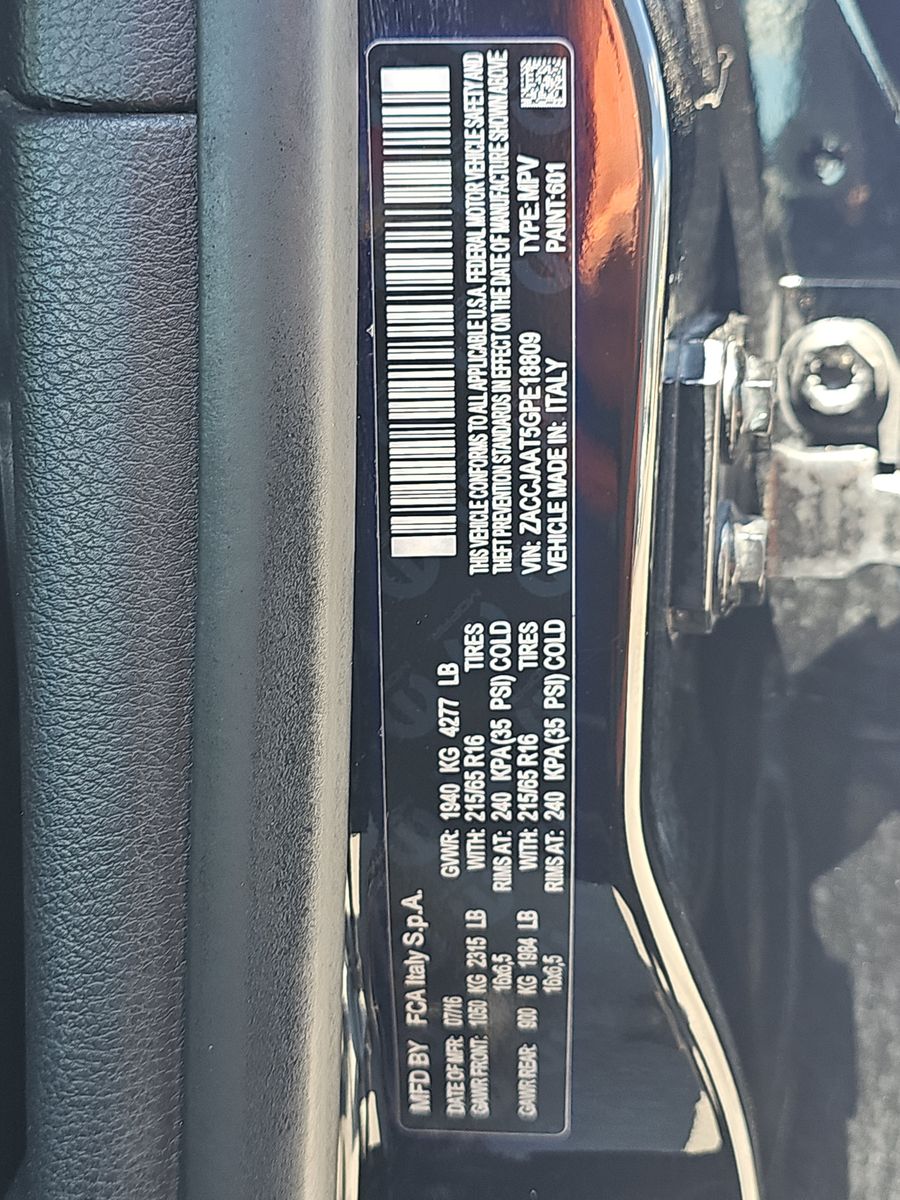 MFD BY FCA Italy S.p.A.
DATE OF MFR: 07/16 GVWR: 1940 KG 4277 LB
GAWR FRONT: 1050 KG 2315 LB WITH: 215/65 R16 TIRES
16x6,5 RIMS AT: 240 KPA (35 PSI) COLD
GAWR REAR: 900 KG 1984 LB WITH: 215/65 R16 TIRES
16x6,5 RIMS AT: 240 KPA (35 PSI) COLD
THIS VEHICLE CONFORMS TO ALL APPLICABLE U.S.A. FEDERAL MOTOR VEHICLE SAFETY AND
THEFT PREVENTION STANDARDS IN EFFECT ON THE DATE OF MANUFACTURE SHOWN ABOVE
VIN: ZACCJAAT5GPE18809 TYPE:MPV
VEHICLE MADE IN: ITALY PAINT:601